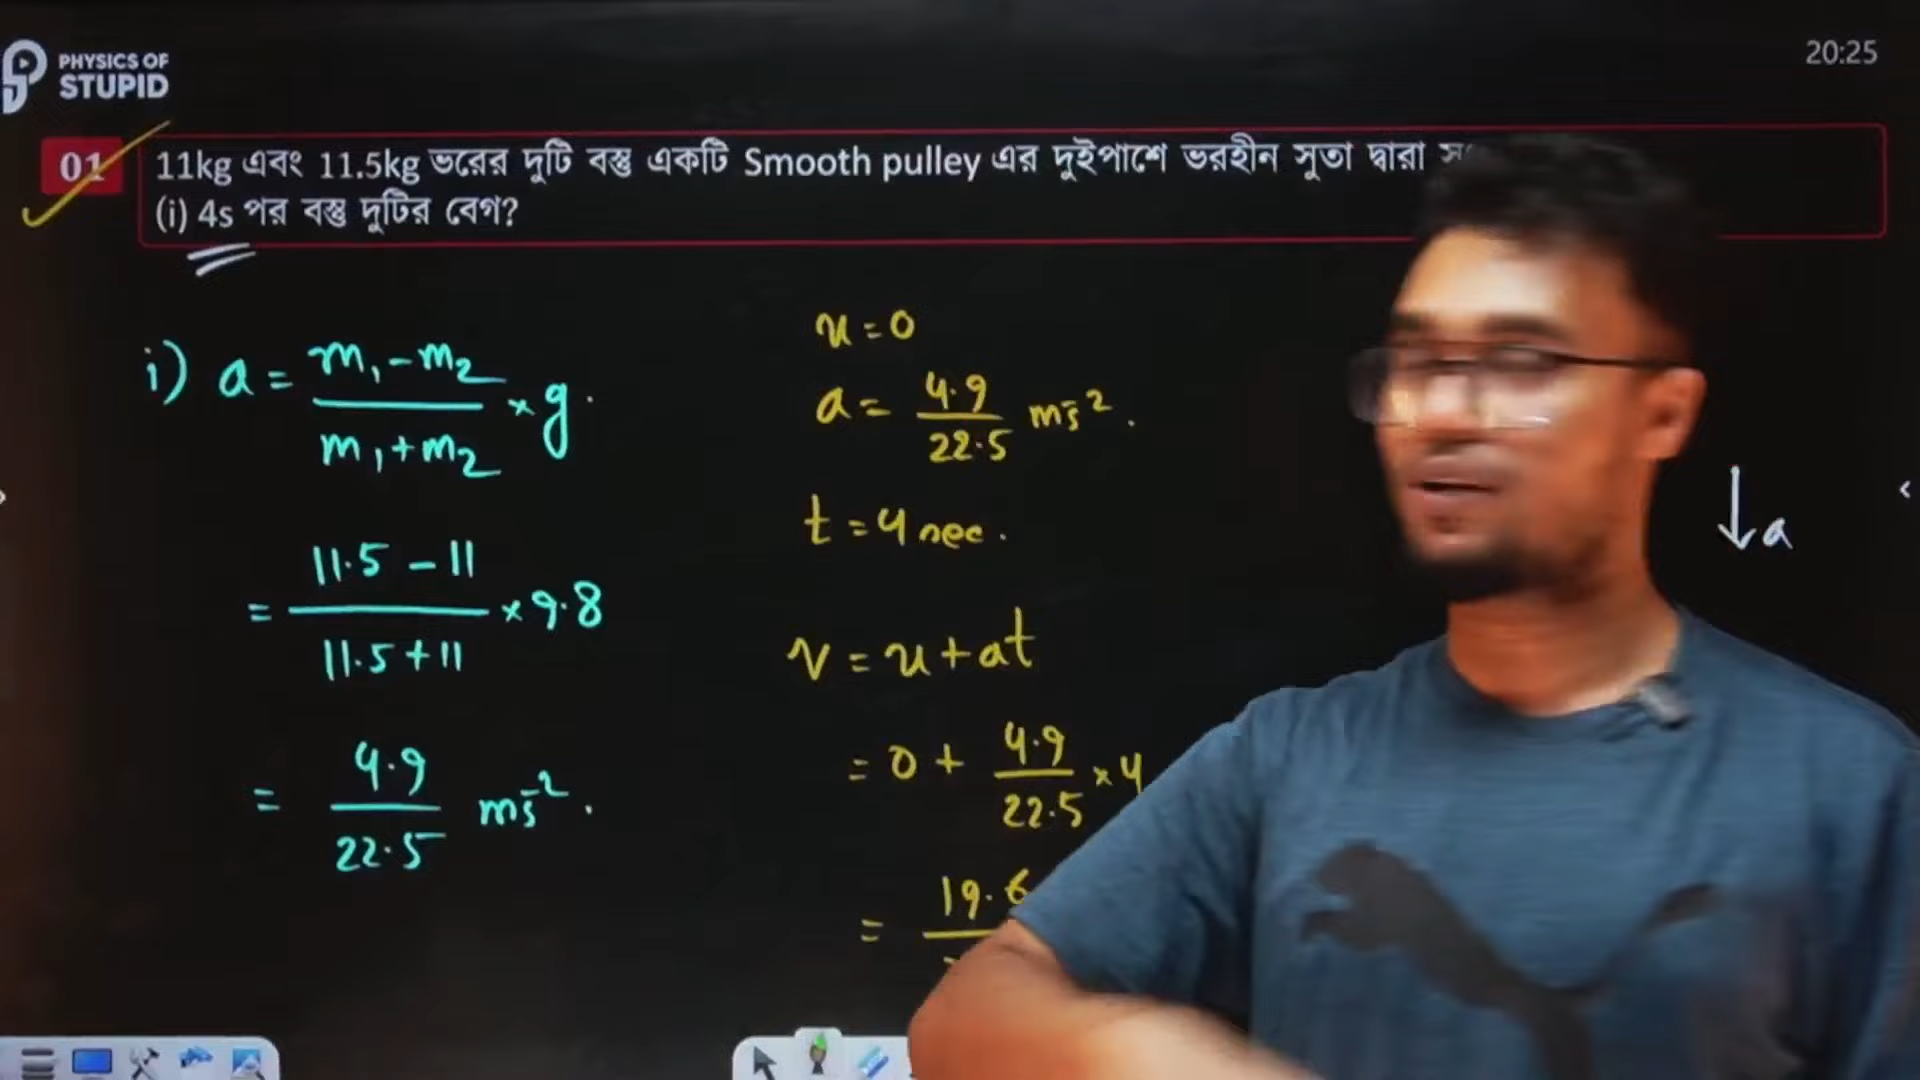 PHYSICS OF
STUPID
20:25
01
11kg এবং 11.5kg ভরের দুটি বস্তু একটি Smooth pulley এর দুইপাশে ভরহীন সুতা দ্বারা
(i) 4s পর বস্তু দুটির বেগ?
i) a = (m₁ - m₂)/(m₁ + m₂) × g.
= (11.5 - 11)/(11.5 + 11) × 9.8
= 4.9/22.5 ms⁻².
u = 0
a = 4.9/22.5 ms⁻².
t = 4 sec.
v = u + at
= 0 + 4.9/22.5 × 4
= 19.6
↓ a